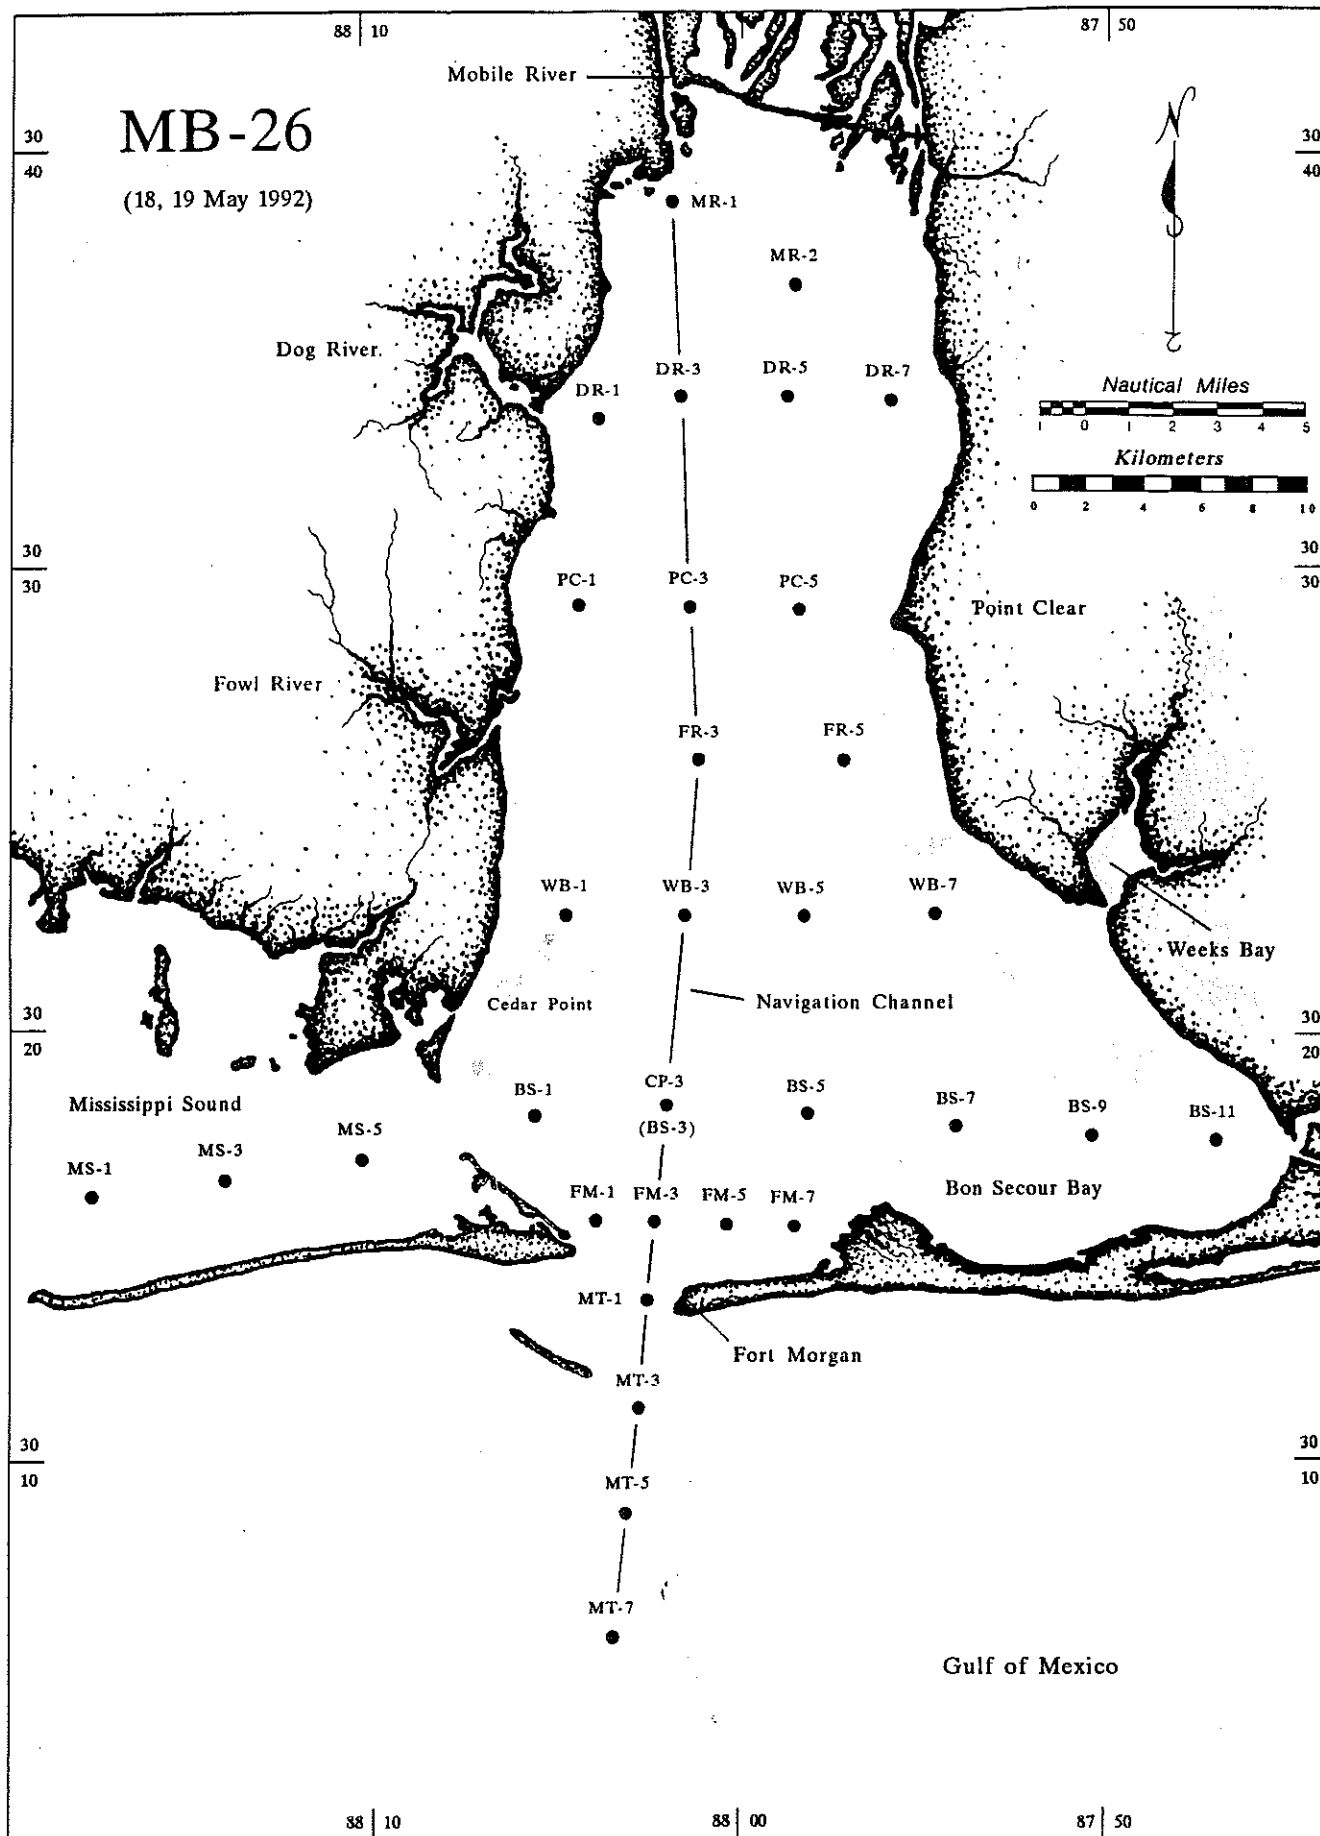 88 10
87 50
Mobile River
MB-26
(18, 19 May 1992)
30
40
30
40
N
MR-1
MR-2
Dog River.
DR-1
DR-3
DR-5
DR-7
Nautical Miles
1 0 1 2 3 4 5
Kilometers
0 2 4 6 8 10
30
30
30
30
PC-1
PC-3
PC-5
Point Clear
Fowl River
FR-3
FR-5
WB-1
WB-3
WB-5
WB-7
Weeks Bay
Cedar Point
Navigation Channel
30
20
30
20
Mississippi Sound
BS-1
CP-3
(BS-3)
BS-5
BS-7
BS-9
BS-11
MS-1
MS-3
MS-5
FM-1
FM-3
FM-5
FM-7
Bon Secour Bay
MT-1
Fort Morgan
MT-3
30
10
30
10
MT-5
MT-7
Gulf of Mexico
88 10
88 00
87 50